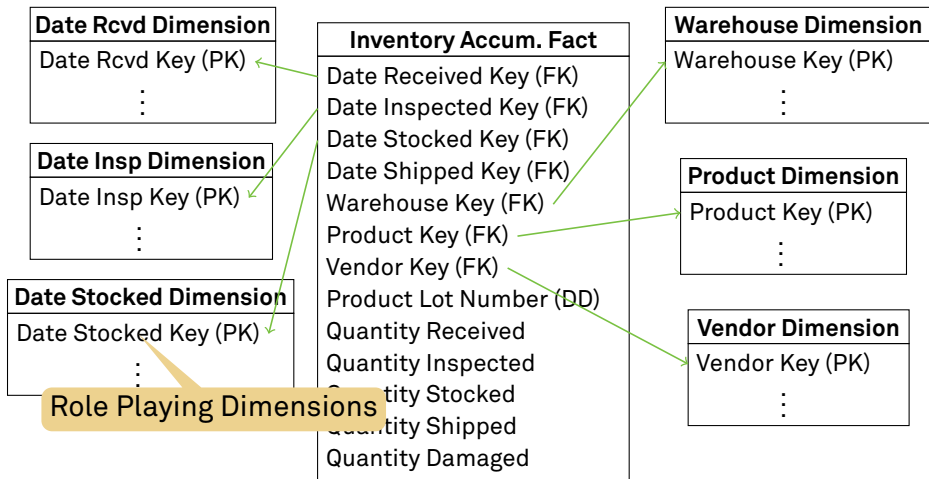 Date Rcvd Dimension
Date Rcvd Key (PK)
⋮
Date Insp Dimension
Date Insp Key (PK)
⋮
Date Stocked Dimension
Date Stocked Key (PK)
⋮
Role Playing Dimensions
Inventory Accum. Fact
Date Received Key (FK)
Date Inspected Key (FK)
Date Stocked Key (FK)
Date Shipped Key (FK)
Warehouse Key (FK)
Product Key (FK)
Vendor Key (FK)
Product Lot Number (DD)
Quantity Received
Quantity Inspected
Quantity Stocked
Quantity Shipped
Quantity Damaged
Warehouse Dimension
Warehouse Key (PK)
⋮
Product Dimension
Product Key (PK)
⋮
Vendor Dimension
Vendor Key (PK)
⋮